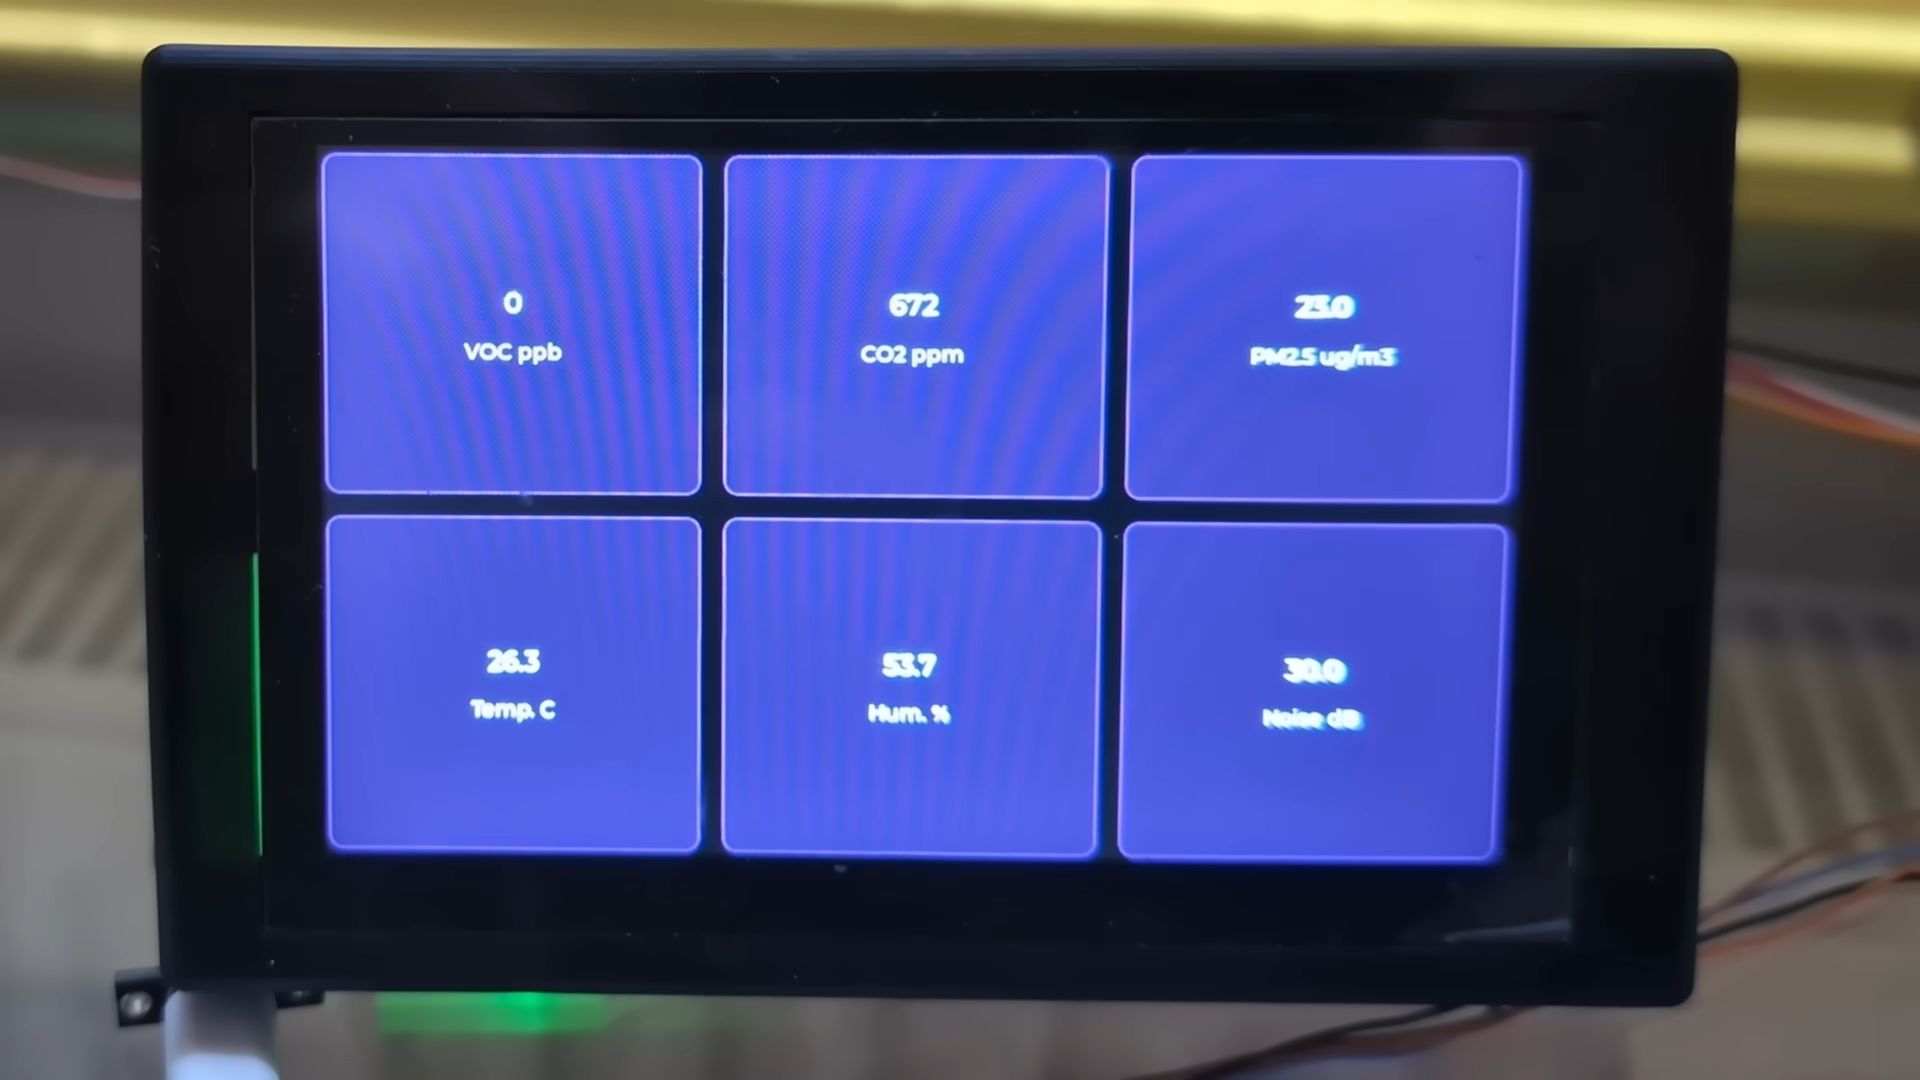 0
VOC ppb
672
CO2 ppm
23.0
PM2.5 ug/m3
26.3
Temp. C
53.7
Hum. %
30.0
Noise dB